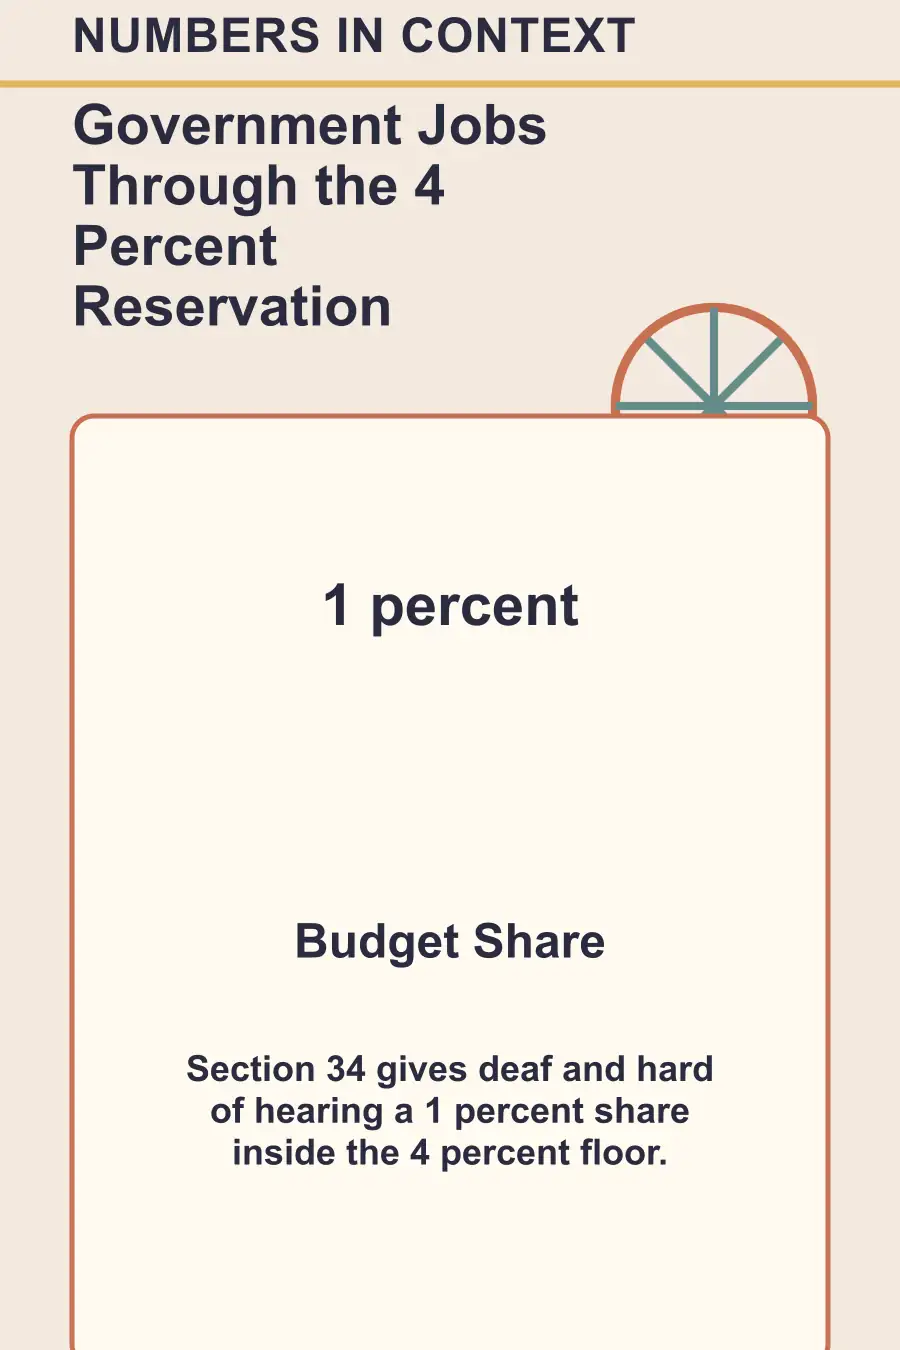 NUMBERS IN CONTEXT
Government Jobs
Through the 4
Percent
Reservation
1 percent
Budget Share
Section 34 gives deaf and hard
of hearing a 1 percent share
inside the 4 percent floor.